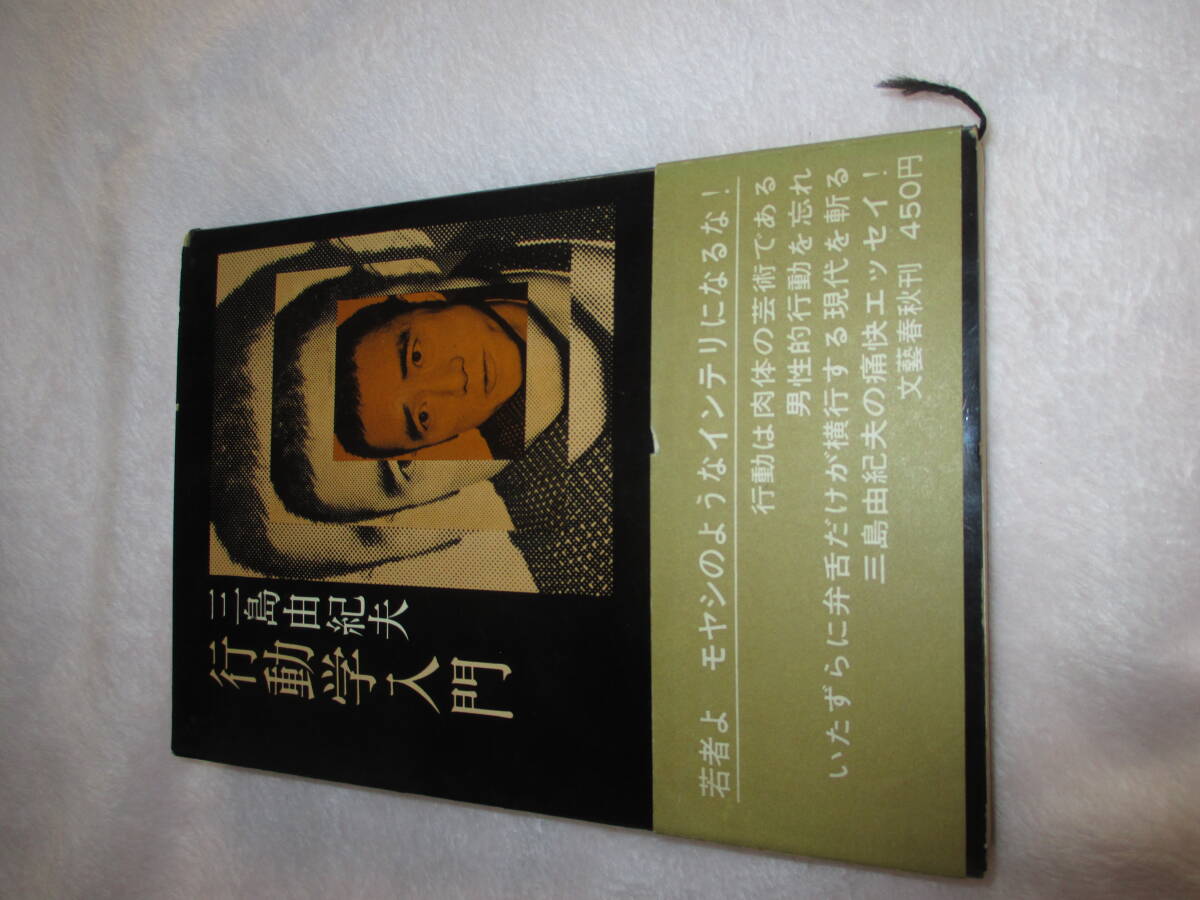 三島由紀夫
行動学入門
若者よ モヤシのようなインテリになるな!
行動は肉体の芸術である
男性的行動を忘れ
いたずらに弁舌だけが横行する現代を斬る
三島由紀夫の痛快エッセイ!
文藝春秋刊 450円